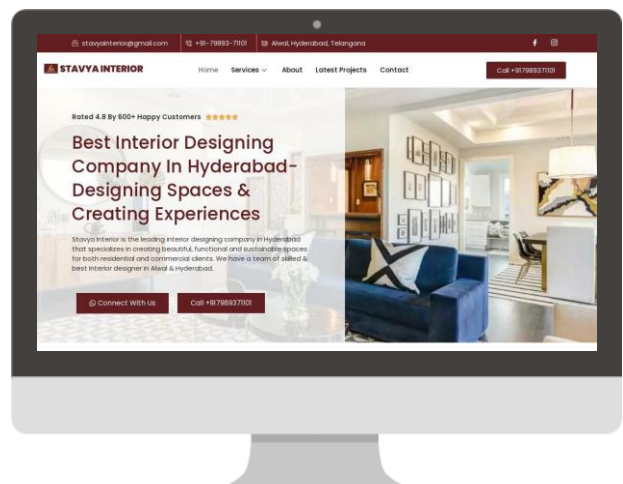 stavyainterior@gmail.com +91-79893-71101 Alwal, Hyderabad, Telangana
STAVYA INTERIOR Home Services About Latest Projects Contact Call +917989371101
Rated 4.8 By 600+ Happy Customers
Best Interior Designing
Company In Hyderabad-
Designing Spaces &
Creating Experiences
Stavya Interior is the leading interior designing company in Hyderabad
that specializes in creating beautiful, functional and sustainable spaces
for both residential and commercial clients. We have a team of skilled &
best interior designer in Alwal & Hyderabad.
Connect With Us Call +917989371101